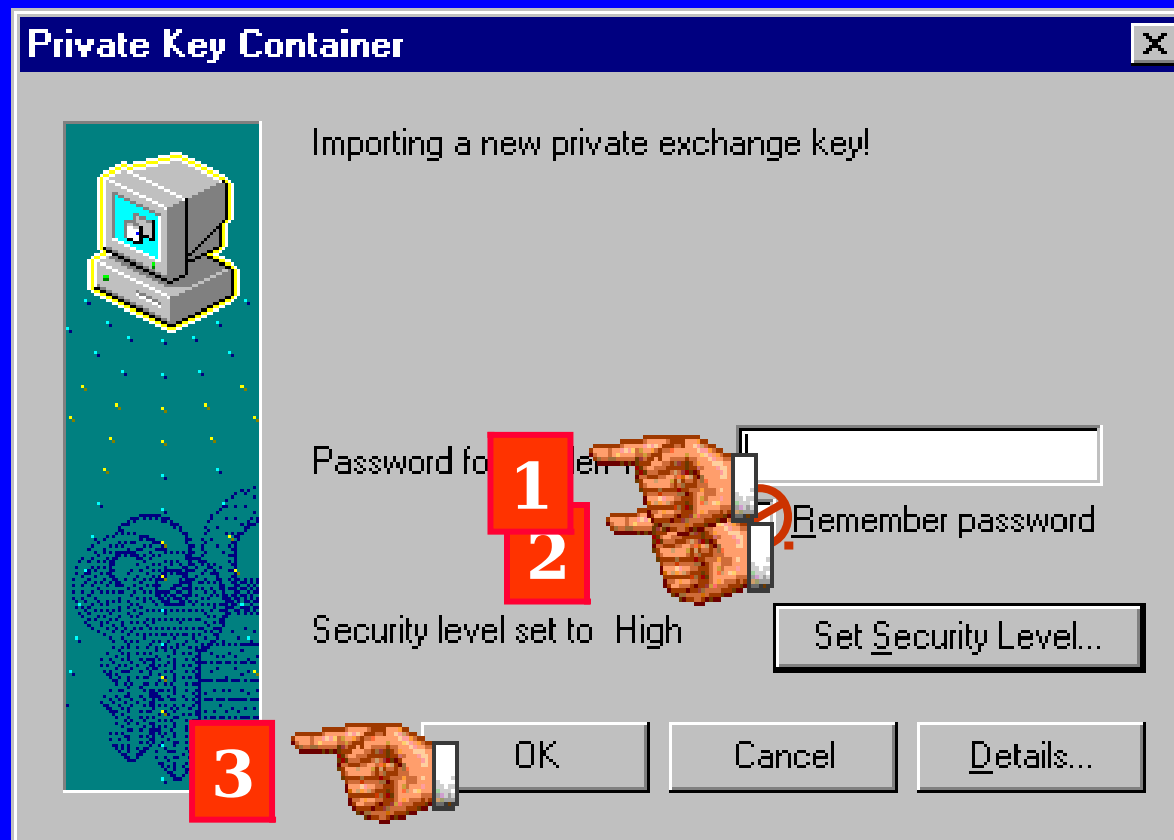 Private Key Container
Importing a new private exchange key!
Password
1
2
Remember password
Security level set to High
Set Security Level...
3
OK
Cancel
Details...